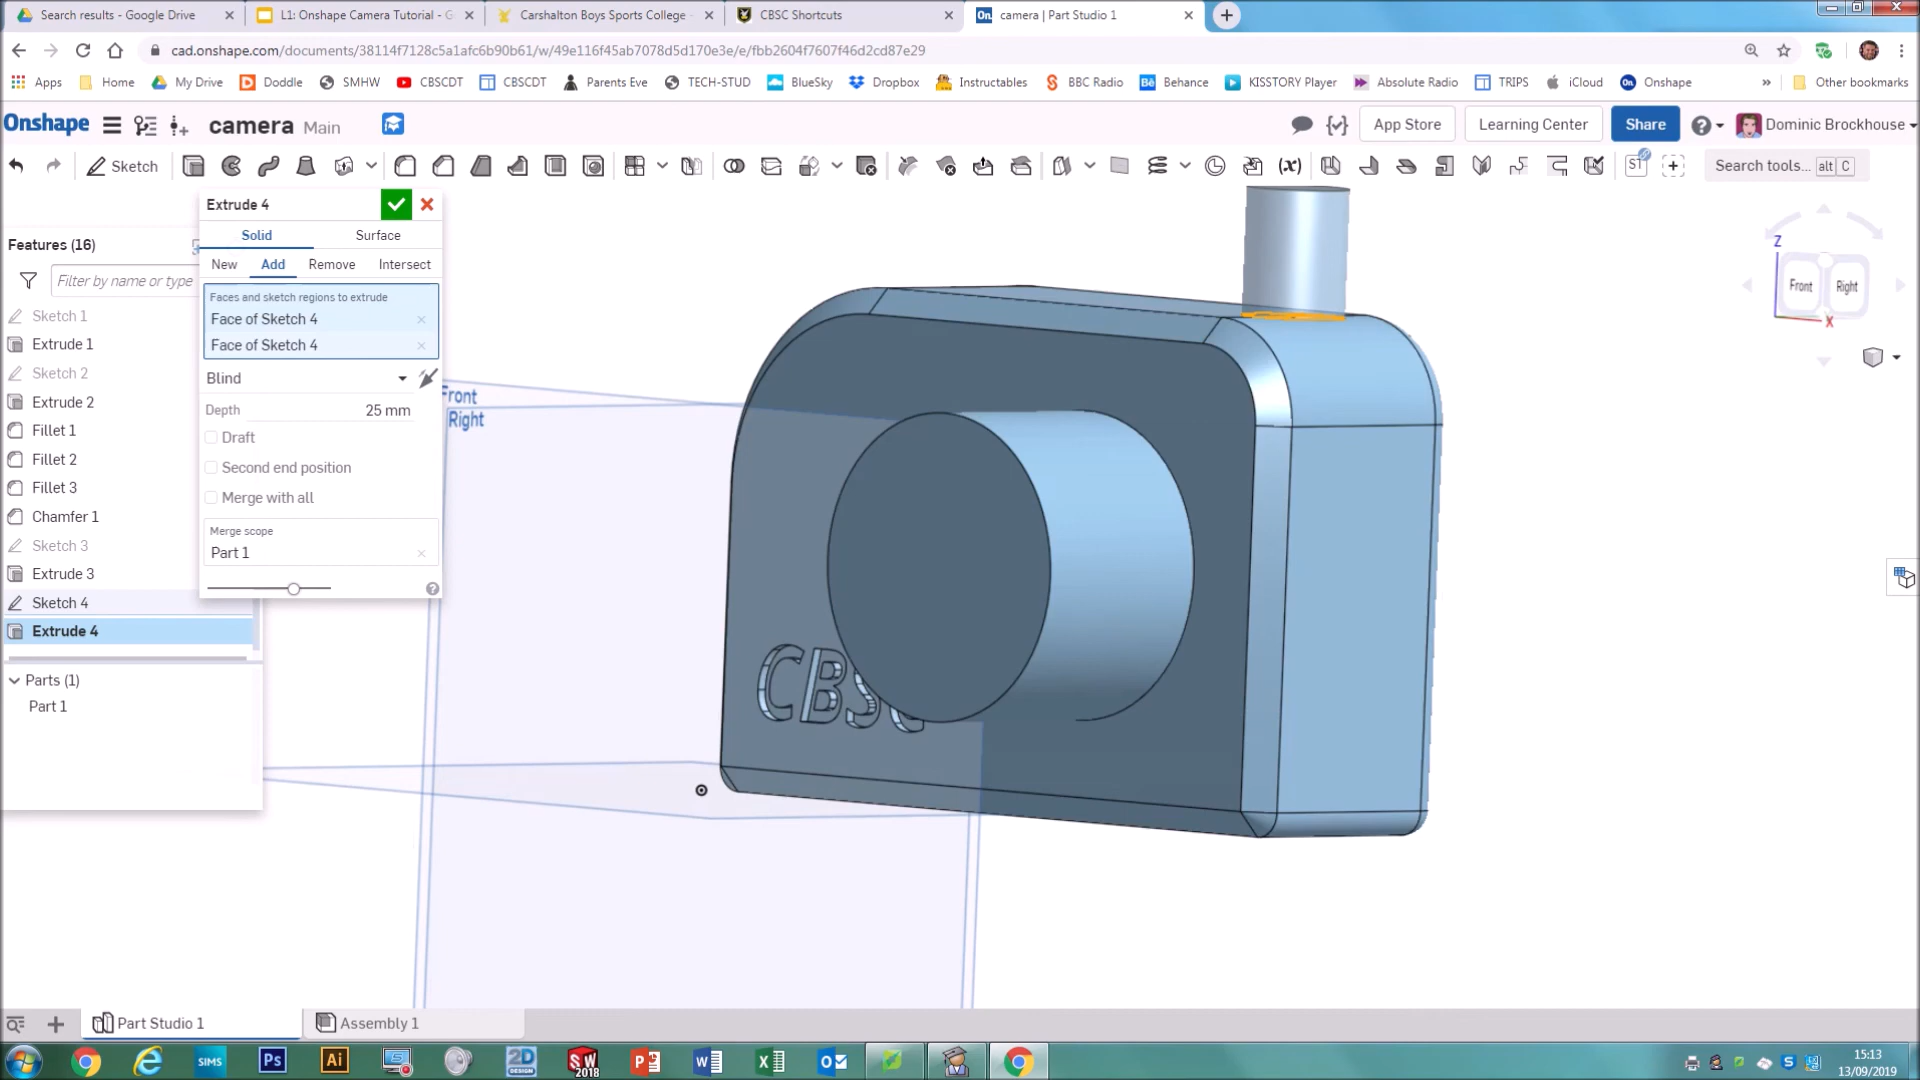 Search results - Google Drive
L1: Onshape Camera Tutorial - G
Carshalton Boys Sports College -
CBSC Shortcuts
On camera | Part Studio 1
cad.onshape.com/documents/38114f7128c5a1afc6b90b61/w/49e116f45ab7078d5d170e3e/e/fbb2604f7607f46d2cd87e29
Apps Home My Drive Doddle SMHW CBSCDT CBSCDT Parents Eve TECH-STUD BlueSky Dropbox Instructables BBC Radio Behance KISSTORY Player Absolute Radio TRIPS iCloud Onshape » Other bookmarks
Onshape camera Main App Store Learning Center Share Dominic Brockhouse
Sketch Search tools... alt C
Extrude 4
Solid Surface
New Add Remove Intersect
Faces and sketch regions to extrude
Face of Sketch 4
Face of Sketch 4
Blind
Depth 25 mm
Draft
Second end position
Merge with all
Merge scope
Part 1
Features (16)
Filter by name or type
Sketch 1
Extrude 1
Sketch 2
Extrude 2
Fillet 1
Fillet 2
Fillet 3
Chamfer 1
Sketch 3
Extrude 3
Sketch 4
Extrude 4
Parts (1)
Part 1
Front
Right
CBSC
Z
Front Right
X
Part Studio 1
Assembly 1
SIMS Ps Ai 2D DESIGN SW 2018
15:13
13/09/2019